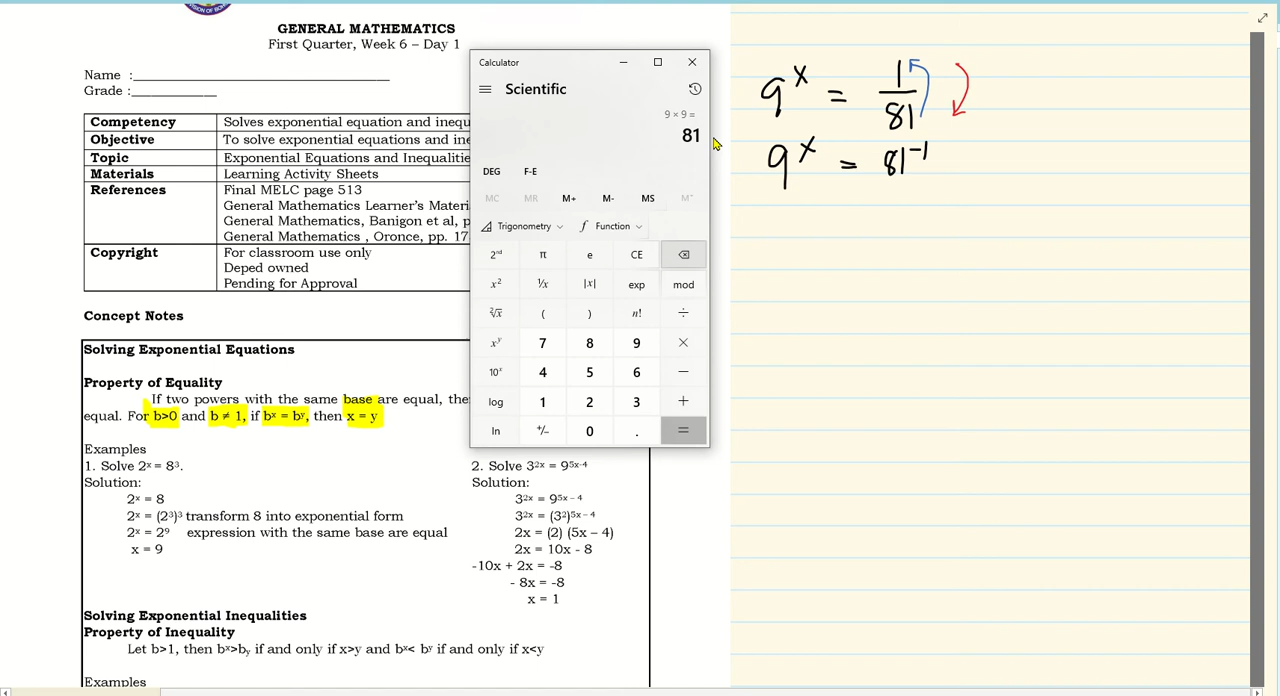 VISION OF BO
GENERAL MATHEMATICS
First Quarter, Week 6 – Day 1
Name :
Grade :
Competency Solves exponential equation and inequ
Objective To solve exponential equations and ine
Topic Exponential Equations and Inequalitie
Materials Learning Activity Sheets
References Final MELC page 513
General Mathematics Learner's Materi
General Mathematics, Banigon et al, p
General Mathematics , Oronce, pp. 17
Copyright For classroom use only
Deped owned
Pending for Approval
Concept Notes
Solving Exponential Equations
Property of Equality
If two powers with the same base are equal, the
equal. For b>0 and b ≠ 1, if bˣ = bʸ, then x = y
Examples
1. Solve 2ˣ = 8³.
Solution:
2ˣ = 8
2ˣ = (2³)³ transform 8 into exponential form
2ˣ = 2⁹ expression with the same base are equal
x = 9
2. Solve 3²ˣ = 9⁵ˣ⁻⁴
Solution:
3²ˣ = 9⁵ˣ ⁻ ⁴
3²ˣ = (3²)⁵ˣ ⁻ ⁴
2x = (2) (5x – 4)
2x = 10x - 8
-10x + 2x = -8
- 8x = -8
x = 1
Solving Exponential Inequalities
Property of Inequality
Let b>1, then bˣ>by if and only if x>y and bˣ< bʸ if and only if x<y
Examples
Calculator
Scientific
9 × 9 =
81
DEG F-E
MC MR M+ M- MS M˅
Trigonometry f Function
2ⁿᵈ π e CE
x² ¹/x |x| exp mod
²√x ( ) n! ÷
xʸ 7 8 9 ×
10ˣ 4 5 6 −
log 1 2 3 +
ln +/− 0 . =
9ˣ = 1/81
9ˣ = 81⁻¹